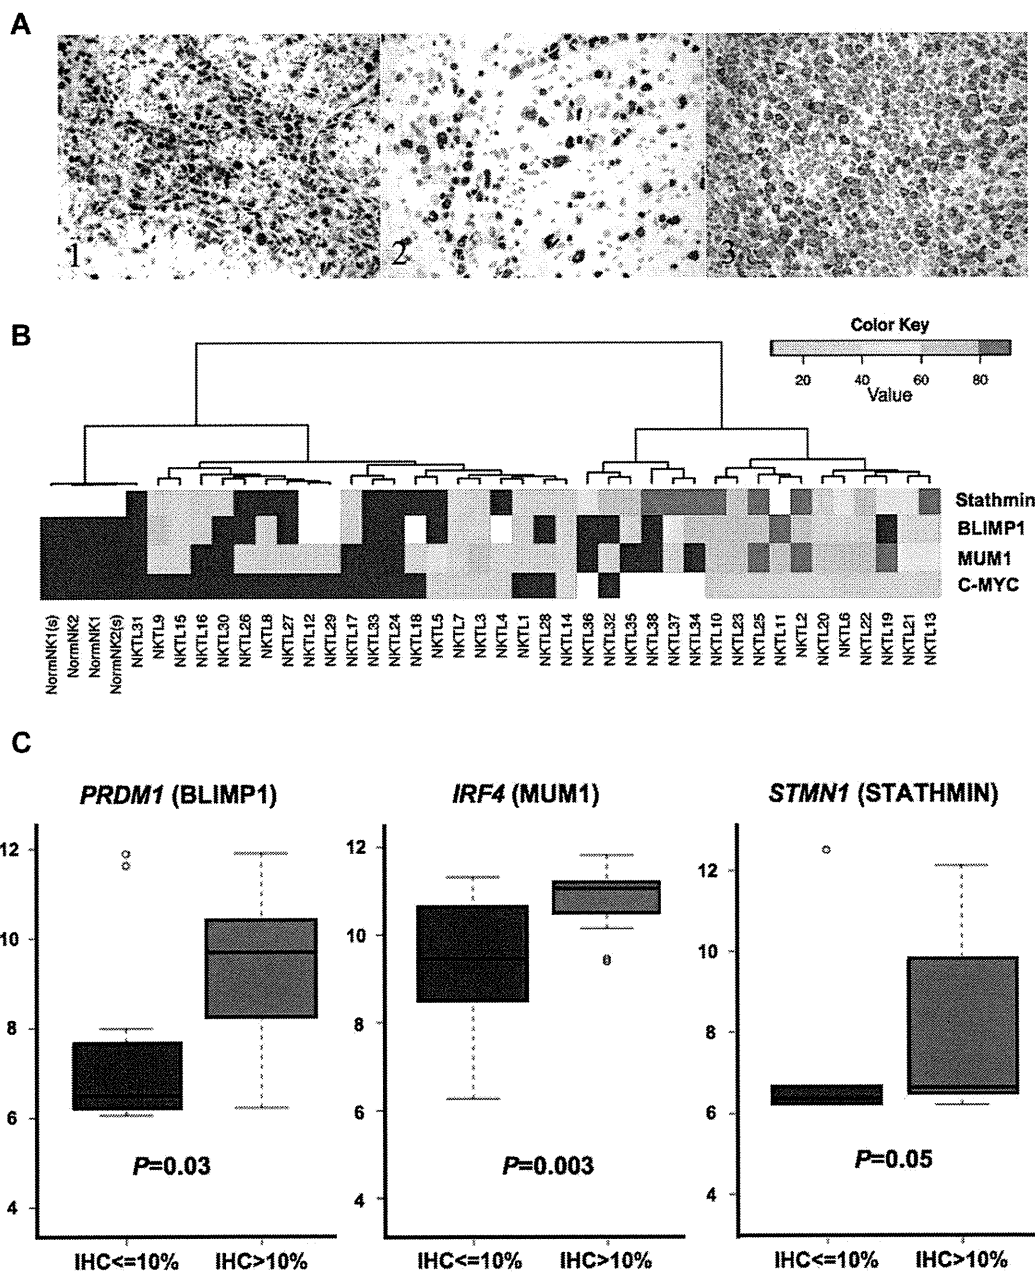 A
1
2
3
B
Color Key
20 40 60 80
Value
Stathmin
BLIMP1
MUM1
C-MYC
NormNK1(s)
NormNK2
NormNK1
NormNK2(s)
NKTL31
NKTL9
NKTL15
NKTL16
NKTL30
NKTL26
NKTL8
NKTL27
NKTL12
NKTL29
NKTL17
NKTL33
NKTL24
NKTL18
NKTL5
NKTL7
NKTL3
NKTL4
NKTL1
NKTL28
NKTL14
NKTL36
NKTL32
NKTL35
NKTL38
NKTL37
NKTL34
NKTL10
NKTL23
NKTL25
NKTL11
NKTL2
NKTL20
NKTL6
NKTL22
NKTL19
NKTL21
NKTL13
C
PRDM1 (BLIMP1)
12
10
8
6
4
P=0.03
IHC<=10% IHC>10%
IRF4 (MUM1)
12
10
8
6
4
P=0.003
IHC<=10% IHC>10%
STMN1 (STATHMIN)
12
10
8
6
4
P=0.05
IHC<=10% IHC>10%